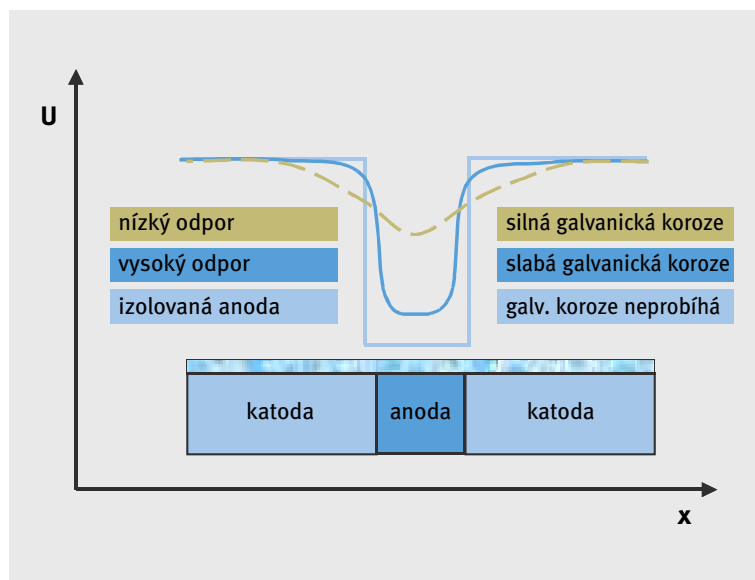 U
nízký odpor
silná galvanická koroze
vysoký odpor
slabá galvanická koroze
izolovaná anoda
galv. koroze neprobíhá
katoda
anoda
katoda
x